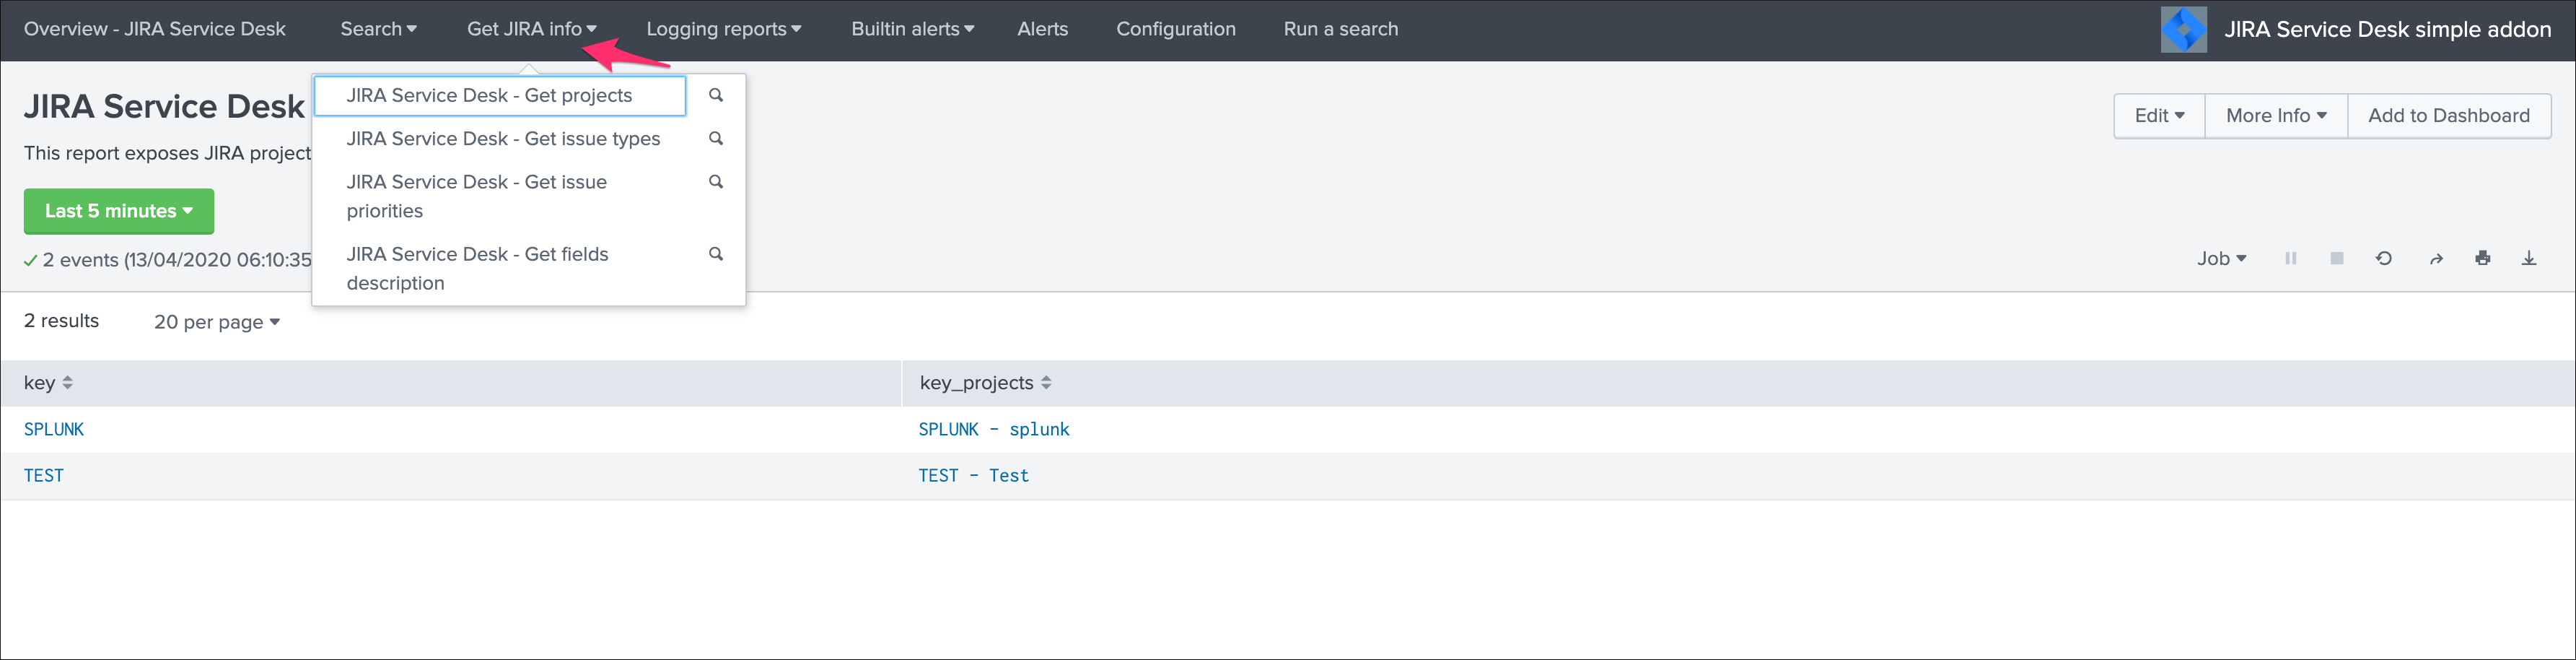 Overview - JIRA Service Desk Search Get JIRA info Logging reports Builtin alerts Alerts Configuration Run a search JIRA Service Desk simple addon
JIRA Service Desk
This report exposes JIRA project
JIRA Service Desk - Get projects
JIRA Service Desk - Get issue types
JIRA Service Desk - Get issue
priorities
JIRA Service Desk - Get fields
description
Edit More Info Add to Dashboard
Last 5 minutes
2 events (13/04/2020 06:10:35
Job
2 results 20 per page
key key_projects
SPLUNK SPLUNK - splunk
TEST TEST - Test